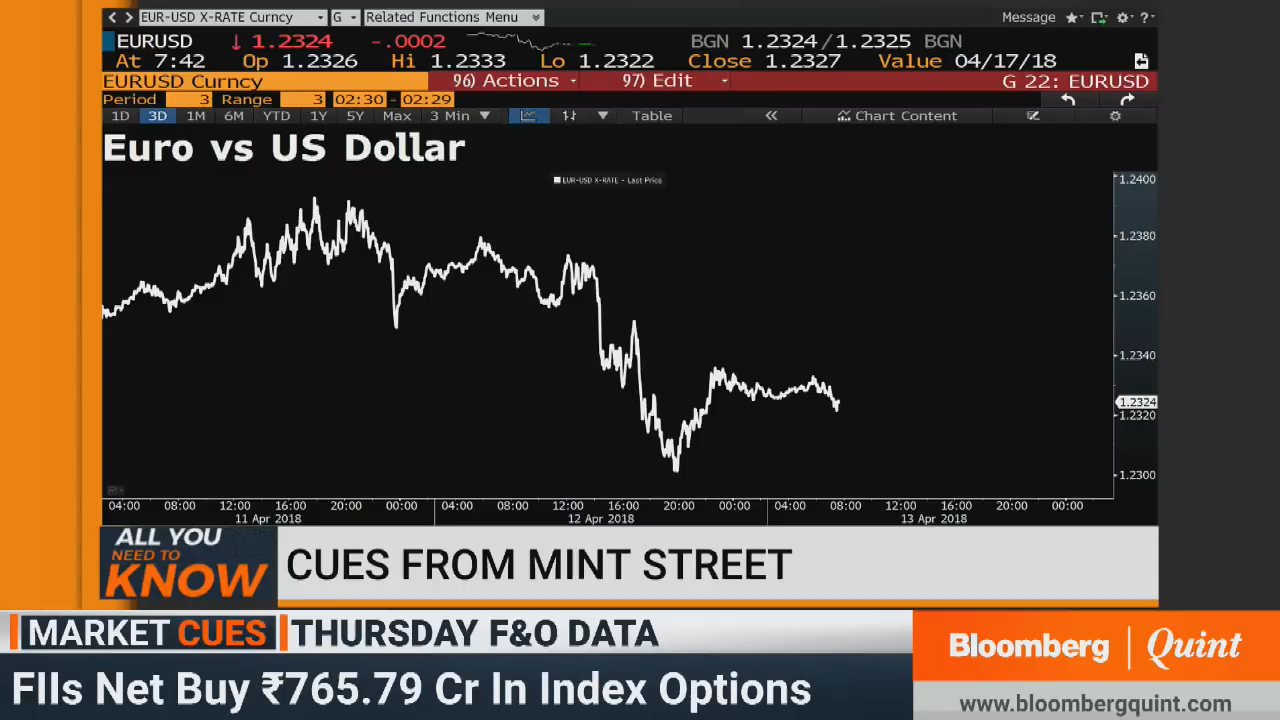 EUR-USD X-RATE Curncy G Related Functions Menu Message
EURUSD 1.2324 -.0002 BGN 1.2324/1.2325 BGN
At 7:42 Op 1.2326 Hi 1.2333 Lo 1.2322 Close 1.2327 Value 04/17/18
EURUSD Curncy 96) Actions 97) Edit G 22: EURUSD
Period 3 Range 3 02:30 - 02:29
1D 3D 1M 6M YTD 1Y 5Y Max 3 Min Table Chart Content
Euro vs US Dollar
EUR-USD X-RATE - Last Price
1.2400
1.2380
1.2360
1.2340
1.2324
1.2320
1.2300
04:00 08:00 12:00 16:00 20:00 00:00 04:00 08:00 12:00 16:00 20:00 00:00 04:00 08:00 12:00 16:00 20:00 00:00
11 Apr 2018 12 Apr 2018 13 Apr 2018
ALL YOU
NEED TO
KNOW
CUES FROM MINT STREET
MARKET CUES THURSDAY F&O DATA
FIIs Net Buy ₹765.79 Cr In Index Options
Bloomberg | Quint
www.bloombergquint.com